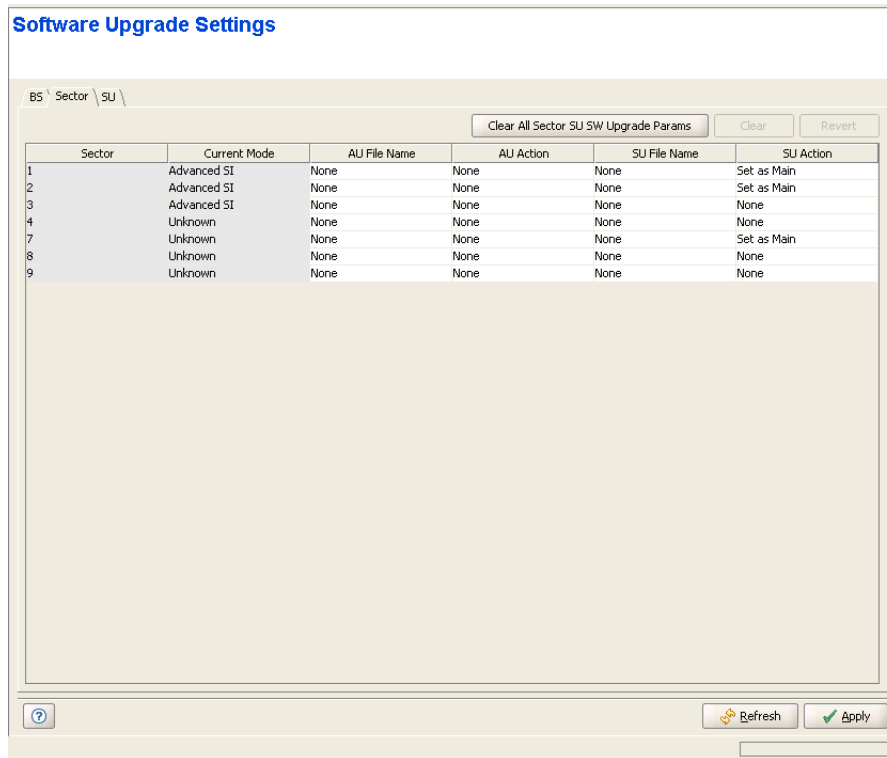 Software Upgrade Settings
BS Sector SU
Clear All Sector SU SW Upgrade Params Clear Revert
Sector Current Mode AU File Name AU Action SU File Name SU Action
1 Advanced SI None None None Set as Main
2 Advanced SI None None None Set as Main
3 Advanced SI None None None None
4 Unknown None None None None
7 Unknown None None None Set as Main
8 Unknown None None None None
9 Unknown None None None None
? Refresh Apply